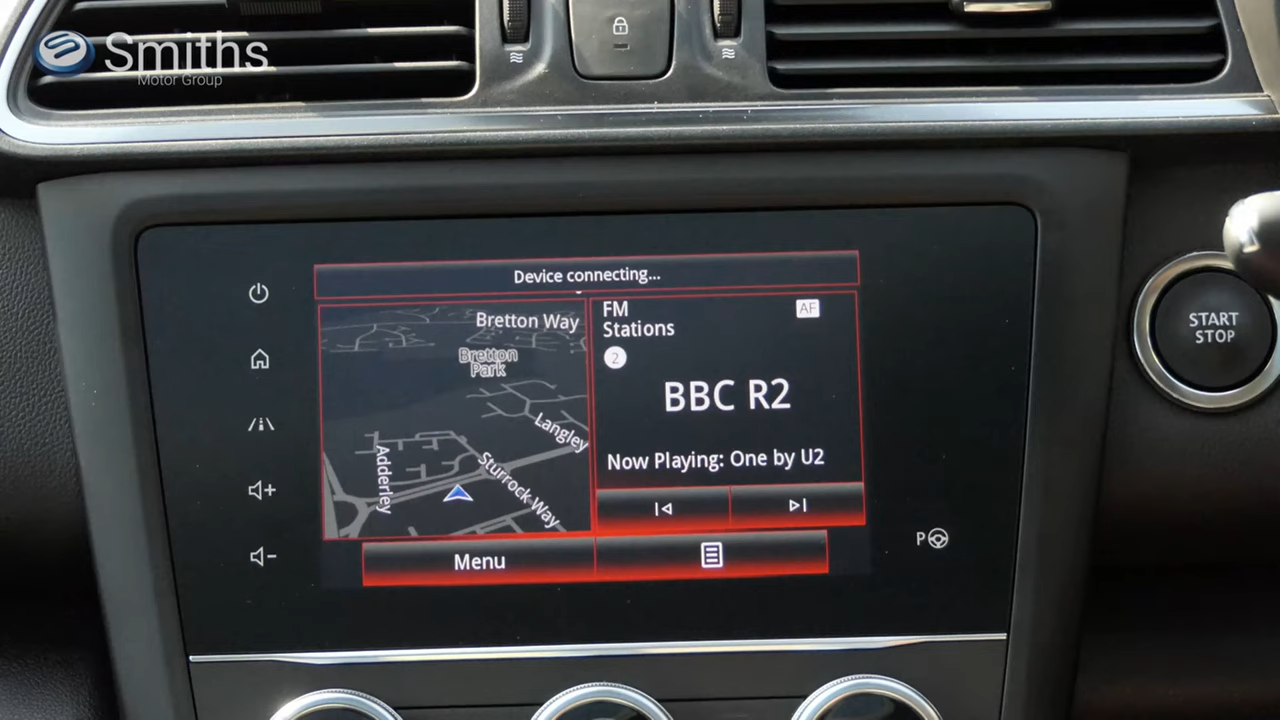 Smiths
Motor Group
Device connecting...
Bretton Way
Bretton
Park
Langley
Adderley
Sturrock Way
FM
Stations
AF
2
BBC R2
Now Playing: One by U2
Menu
P
START
STOP